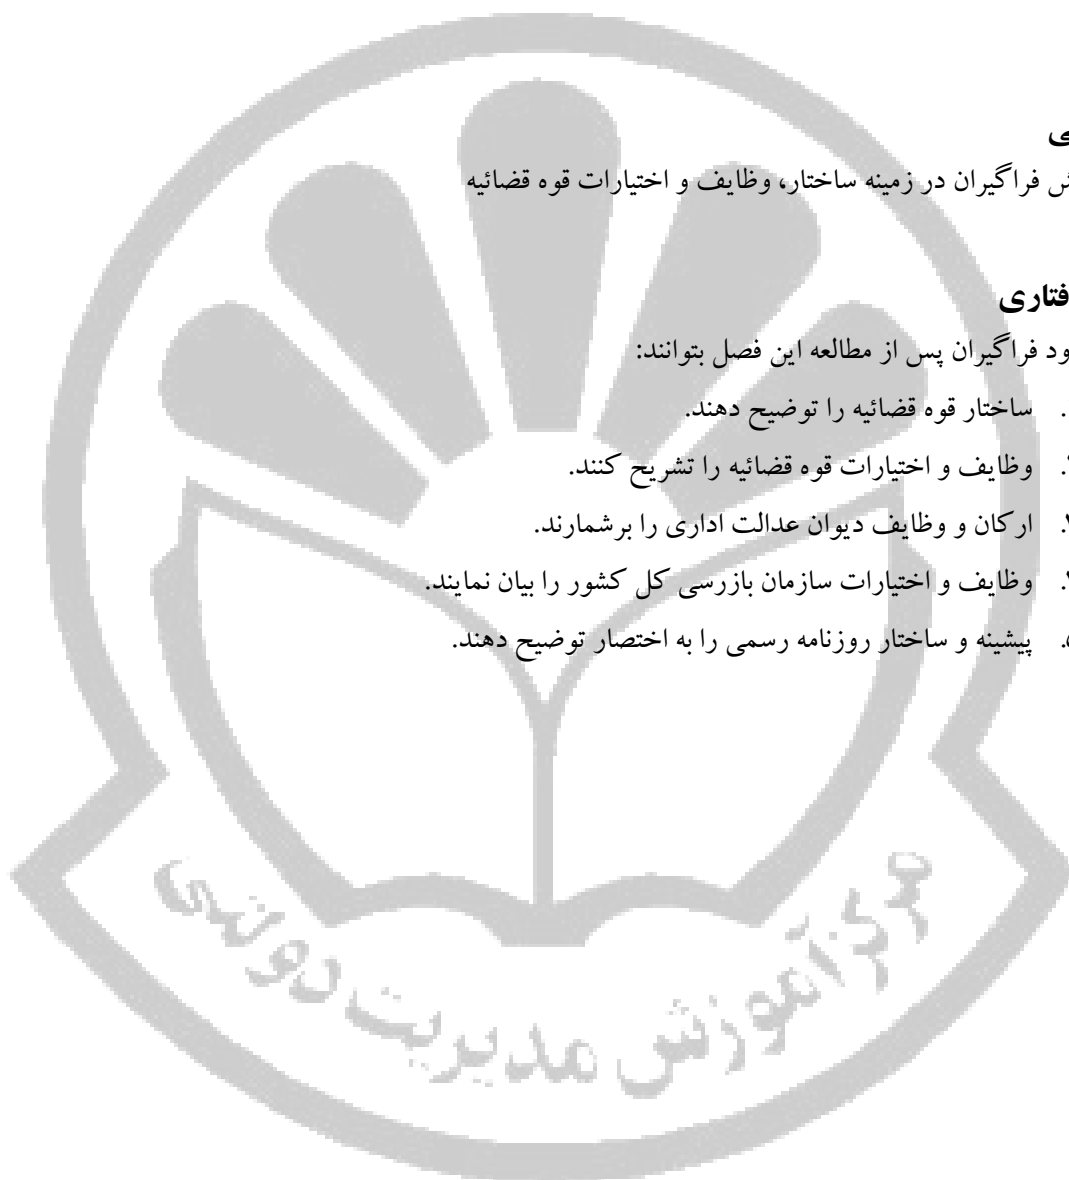 فراگیران در زمینه ساختار، وظایف و اختیارات قوه قضائیه
فراگیران پس از مطالعه این فصل بتوانند:
ساختار قوه قضائیه را توضیح دهند.
وظایف و اختیارات قوه قضائیه را تشریح کنند.
ارکان و وظایف دیوان عدالت اداری را برشمارند.
وظایف و اختیارات سازمان بازرسی کل کشور را بیان نمایند.
پیشینه و ساختار روزنامه رسمی را به اختصار توضیح دهند.
مرکز آموزش مدیریت دولتی